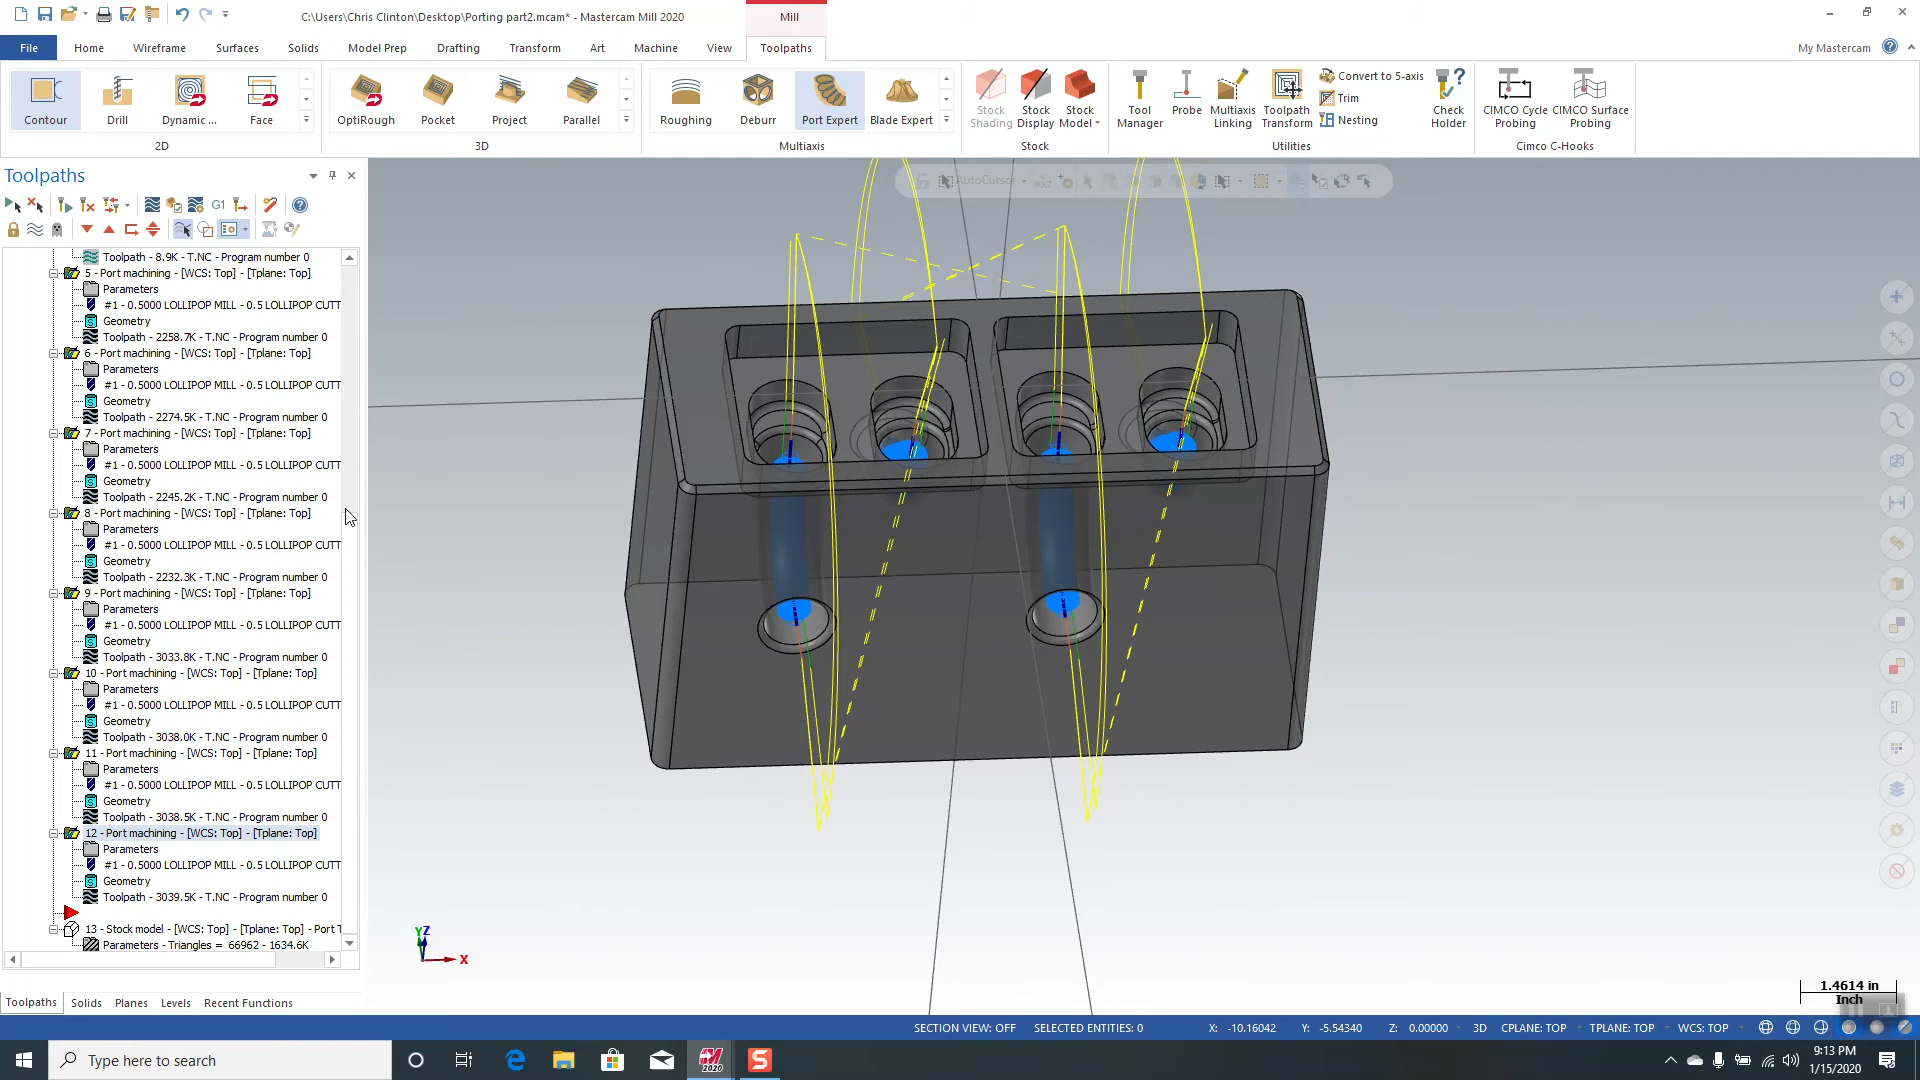 C:\Users\Chris Clinton\Desktop\Porting part2.mcam* - Mastercam Mill 2020
Mill
File
Home
Wireframe
Surfaces
Solids
Model Prep
Drafting
Transform
Art
Machine
View
Toolpaths
My Mastercam
Contour
Drill
Dynamic ...
Face
2D
OptiRough
Pocket
Project
Parallel
3D
Roughing
Deburr
Port Expert
Blade Expert
Multiaxis
Stock Shading
Stock Display
Stock Model
Stock
Tool Manager
Probe
Multiaxis Linking
Toolpath Transform
Convert to 5-axis
Trim
Nesting
Check Holder
Utilities
CIMCO Cycle Probing
CIMCO Surface Probing
Cimco C-Hooks
Toolpaths
AutoCursor
G1
Toolpath - 8.9K - T.NC - Program number 0
5 - Port machining - [WCS: Top] - [Tplane: Top]
Parameters
#1 - 0.5000 LOLLIPOP MILL - 0.5 LOLLIPOP CUTT
Geometry
Toolpath - 2258.7K - T.NC - Program number 0
6 - Port machining - [WCS: Top] - [Tplane: Top]
Parameters
#1 - 0.5000 LOLLIPOP MILL - 0.5 LOLLIPOP CUTT
Geometry
Toolpath - 2274.5K - T.NC - Program number 0
7 - Port machining - [WCS: Top] - [Tplane: Top]
Parameters
#1 - 0.5000 LOLLIPOP MILL - 0.5 LOLLIPOP CUTT
Geometry
Toolpath - 2245.2K - T.NC - Program number 0
8 - Port machining - [WCS: Top] - [Tplane: Top]
Parameters
#1 - 0.5000 LOLLIPOP MILL - 0.5 LOLLIPOP CUTT
Geometry
Toolpath - 2232.3K - T.NC - Program number 0
9 - Port machining - [WCS: Top] - [Tplane: Top]
Parameters
#1 - 0.5000 LOLLIPOP MILL - 0.5 LOLLIPOP CUTT
Geometry
Toolpath - 3033.8K - T.NC - Program number 0
10 - Port machining - [WCS: Top] - [Tplane: Top]
Parameters
#1 - 0.5000 LOLLIPOP MILL - 0.5 LOLLIPOP CUTT
Geometry
Toolpath - 3038.0K - T.NC - Program number 0
11 - Port machining - [WCS: Top] - [Tplane: Top]
Parameters
#1 - 0.5000 LOLLIPOP MILL - 0.5 LOLLIPOP CUTT
Geometry
Toolpath - 3038.5K - T.NC - Program number 0
12 - Port machining - [WCS: Top] - [Tplane: Top]
Parameters
#1 - 0.5000 LOLLIPOP MILL - 0.5 LOLLIPOP CUTT
Geometry
Toolpath - 3039.5K - T.NC - Program number 0
13 - Stock model - [WCS: Top] - [Tplane: Top] - Port T
Parameters - Triangles = 66962 - 1634.6K
Toolpaths
Solids
Planes
Levels
Recent Functions
YZ
X
1.4614 in
Inch
SECTION VIEW: OFF
SELECTED ENTITIES: 0
X: -10.16042
Y: -5.54340
Z: 0.00000
3D
CPLANE: TOP
TPLANE: TOP
WCS: TOP
Type here to search
2020
S
9:13 PM
1/15/2020